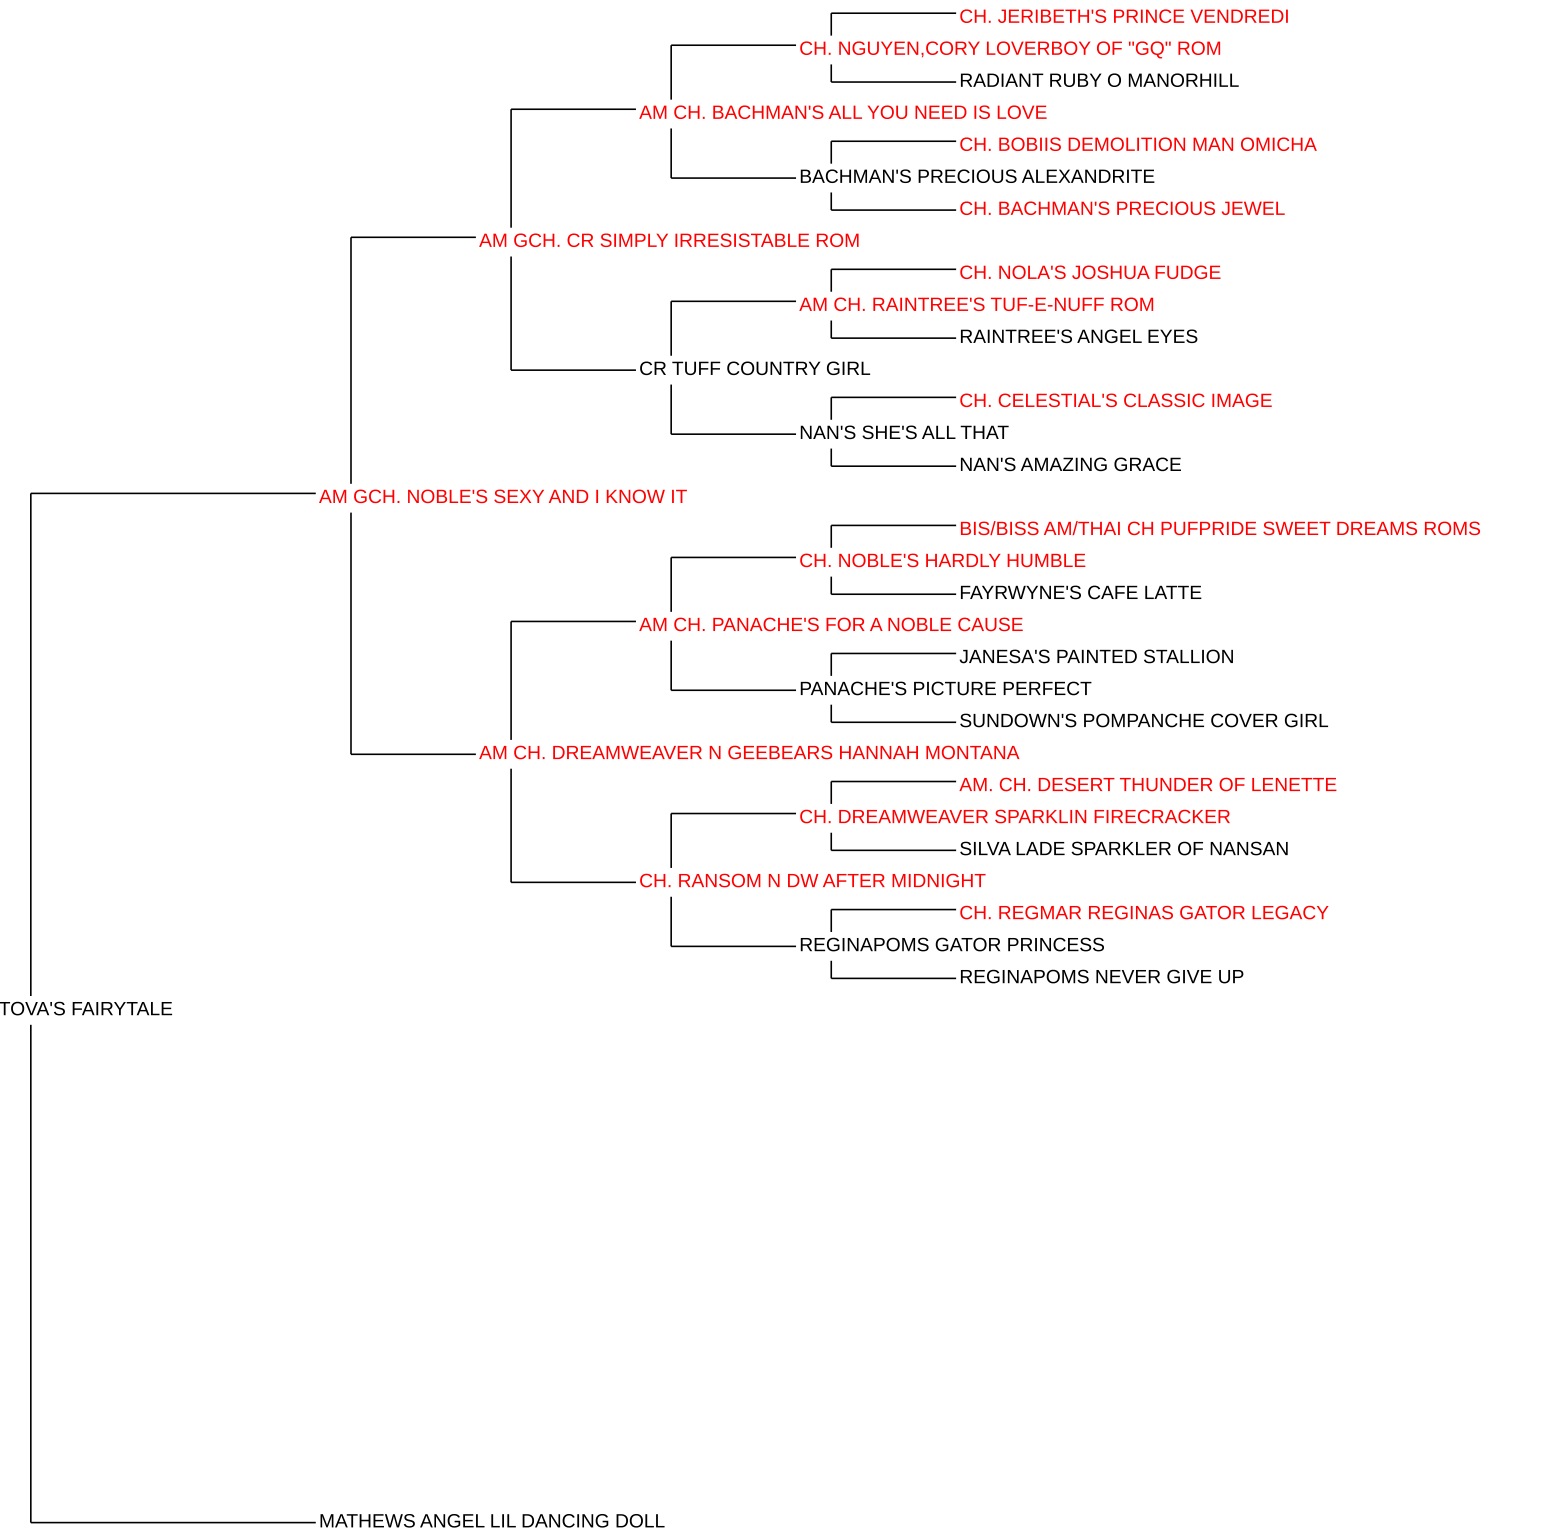 CH. JERIBETH'S PRINCE VENDREDI
CH. NGUYEN,CORY LOVERBOY OF "GQ" ROM
RADIANT RUBY O MANORHILL
AM CH. BACHMAN'S ALL YOU NEED IS LOVE
CH. BOBIIS DEMOLITION MAN OMICHA
BACHMAN'S PRECIOUS ALEXANDRITE
CH. BACHMAN'S PRECIOUS JEWEL
AM GCH. CR SIMPLY IRRESISTABLE ROM
CH. NOLA'S JOSHUA FUDGE
AM CH. RAINTREE'S TUF-E-NUFF ROM
RAINTREE'S ANGEL EYES
CR TUFF COUNTRY GIRL
CH. CELESTIAL'S CLASSIC IMAGE
NAN'S SHE'S ALL THAT
NAN'S AMAZING GRACE
AM GCH. NOBLE'S SEXY AND I KNOW IT
BIS/BISS AM/THAI CH PUFPRIDE SWEET DREAMS ROMS
CH. NOBLE'S HARDLY HUMBLE
FAYRWYNE'S CAFE LATTE
AM CH. PANACHE'S FOR A NOBLE CAUSE
JANESA'S PAINTED STALLION
PANACHE'S PICTURE PERFECT
SUNDOWN'S POMPANCHE COVER GIRL
AM CH. DREAMWEAVER N GEEBEARS HANNAH MONTANA
AM. CH. DESERT THUNDER OF LENETTE
CH. DREAMWEAVER SPARKLIN FIRECRACKER
SILVA LADE SPARKLER OF NANSAN
CH. RANSOM N DW AFTER MIDNIGHT
CH. REGMAR REGINAS GATOR LEGACY
REGINAPOMS GATOR PRINCESS
REGINAPOMS NEVER GIVE UP
TOVA'S FAIRYTALE
MATHEWS ANGEL LIL DANCING DOLL